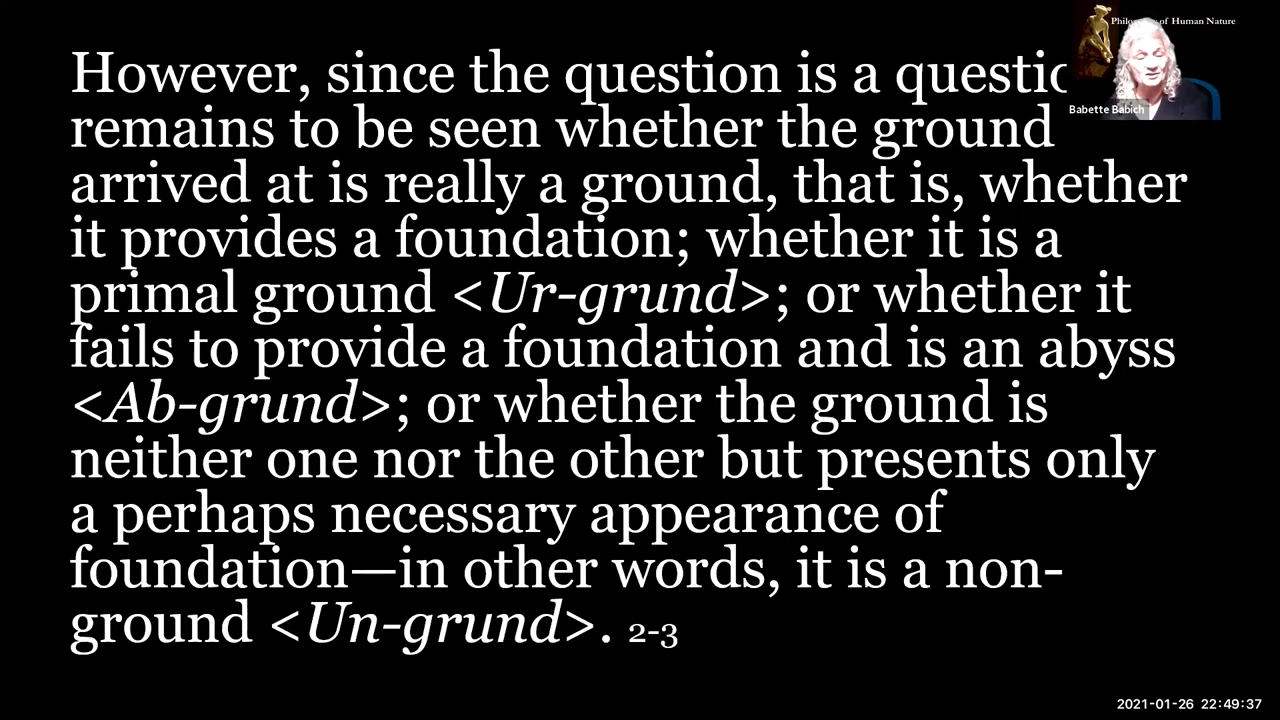 However, since the question is a
remains to be seen whether the ground
arrived at is really a ground, that is, whether
it provides a foundation; whether it is a
primal ground <Ur-grund>; or whether it
fails to provide a foundation and is an abyss
<Ab-grund>; or whether the ground is
neither one nor the other but presents only
a perhaps necessary appearance of
foundation—in other words, it is a non-
ground <Un-grund>. 2-3
of Human Nature
Babette Babich
2021-01-26 22:49:37